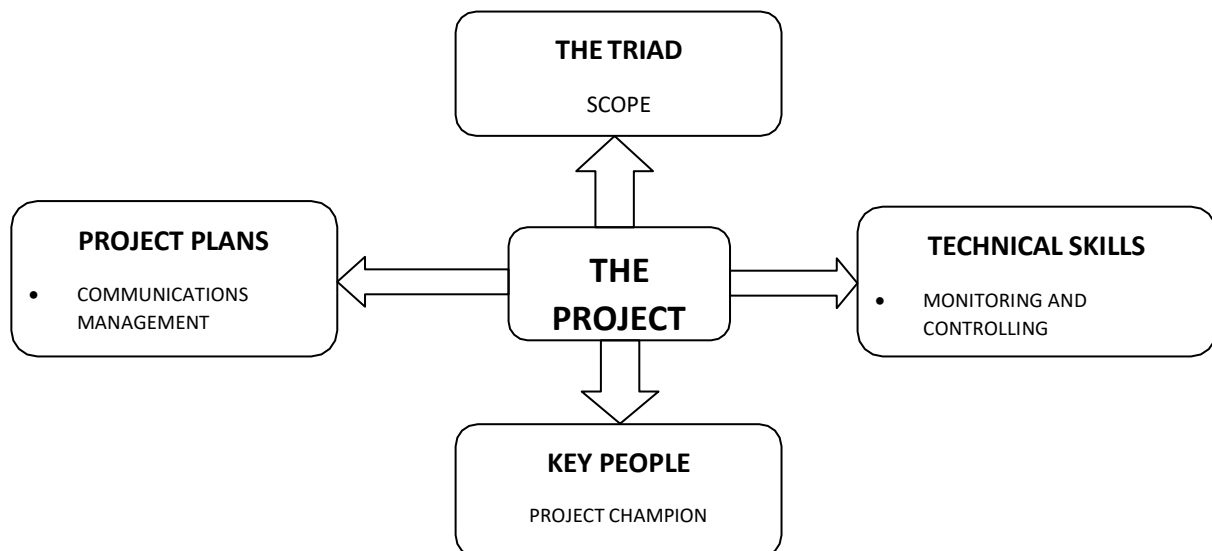 THE TRIAD
SCOPE
PROJECT PLANS
• COMMUNICATIONS
MANAGEMENT
THE
PROJECT
TECHNICAL SKILLS
• MONITORING AND
CONTROLLING
KEY PEOPLE
PROJECT CHAMPION